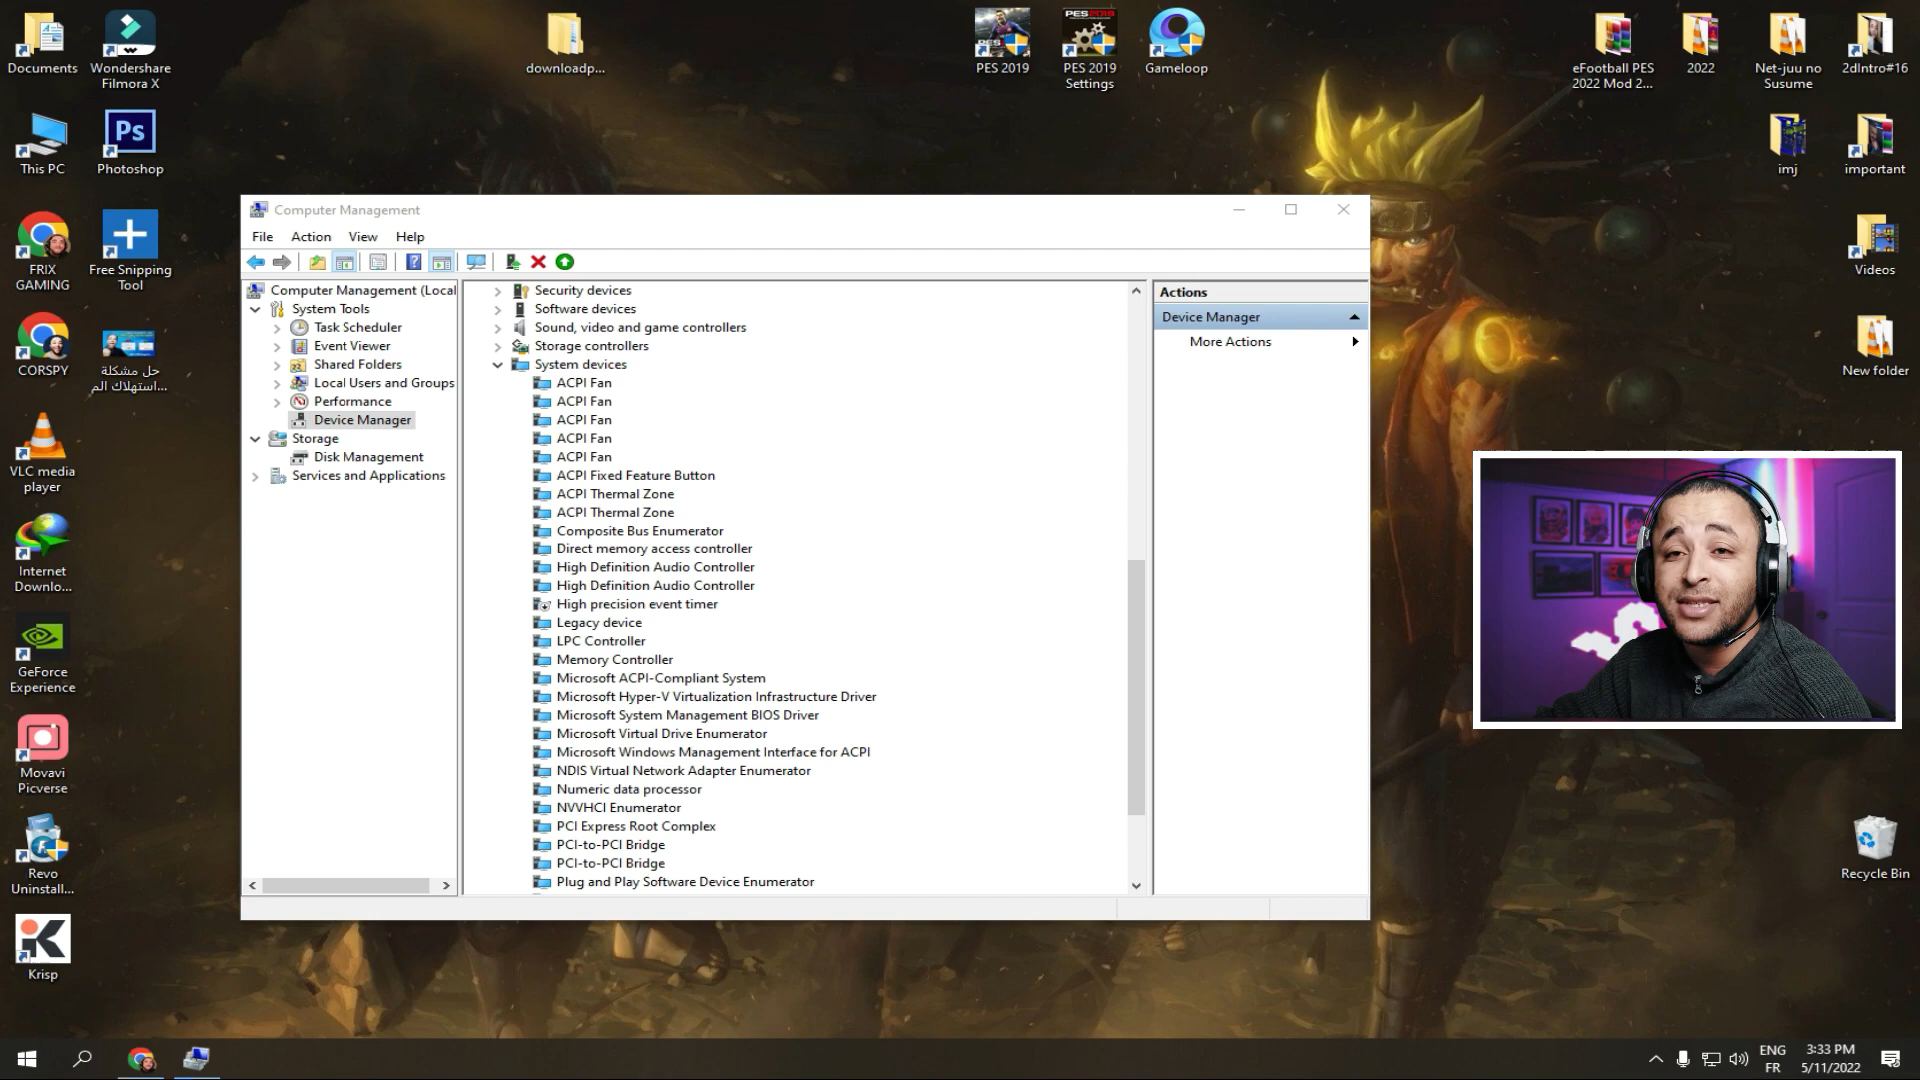 Documents
Wondershare
Filmora X
downloadp...
PES 2019
PES 2019
Settings
Gameloop
eFootball PES
2022 Mod 2...
2022
Net-juu no
Susume
2dIntro#16
This PC
Ps
Photoshop
imj
important
FRIX
GAMING
Free Snipping
Tool
Videos
CORSPY
حل مشكلة
استهلاك الم...
New folder
VLC media
player
Internet
Downlo...
GeForce
Experience
Movavi
Picverse
Revo
Uninstall...
Krisp
Recycle Bin
Computer Management
File Action View Help
Computer Management (Local
System Tools
Task Scheduler
Event Viewer
Shared Folders
Local Users and Groups
Performance
Device Manager
Storage
Disk Management
Services and Applications
Security devices
Software devices
Sound, video and game controllers
Storage controllers
System devices
ACPI Fan
ACPI Fan
ACPI Fan
ACPI Fan
ACPI Fan
ACPI Fixed Feature Button
ACPI Thermal Zone
ACPI Thermal Zone
Composite Bus Enumerator
Direct memory access controller
High Definition Audio Controller
High Definition Audio Controller
High precision event timer
Legacy device
LPC Controller
Memory Controller
Microsoft ACPI-Compliant System
Microsoft Hyper-V Virtualization Infrastructure Driver
Microsoft System Management BIOS Driver
Microsoft Virtual Drive Enumerator
Microsoft Windows Management Interface for ACPI
NDIS Virtual Network Adapter Enumerator
Numeric data processor
NVVHCI Enumerator
PCI Express Root Complex
PCI-to-PCI Bridge
PCI-to-PCI Bridge
Plug and Play Software Device Enumerator
Actions
Device Manager
More Actions
ENG
FR
3:33 PM
5/11/2022